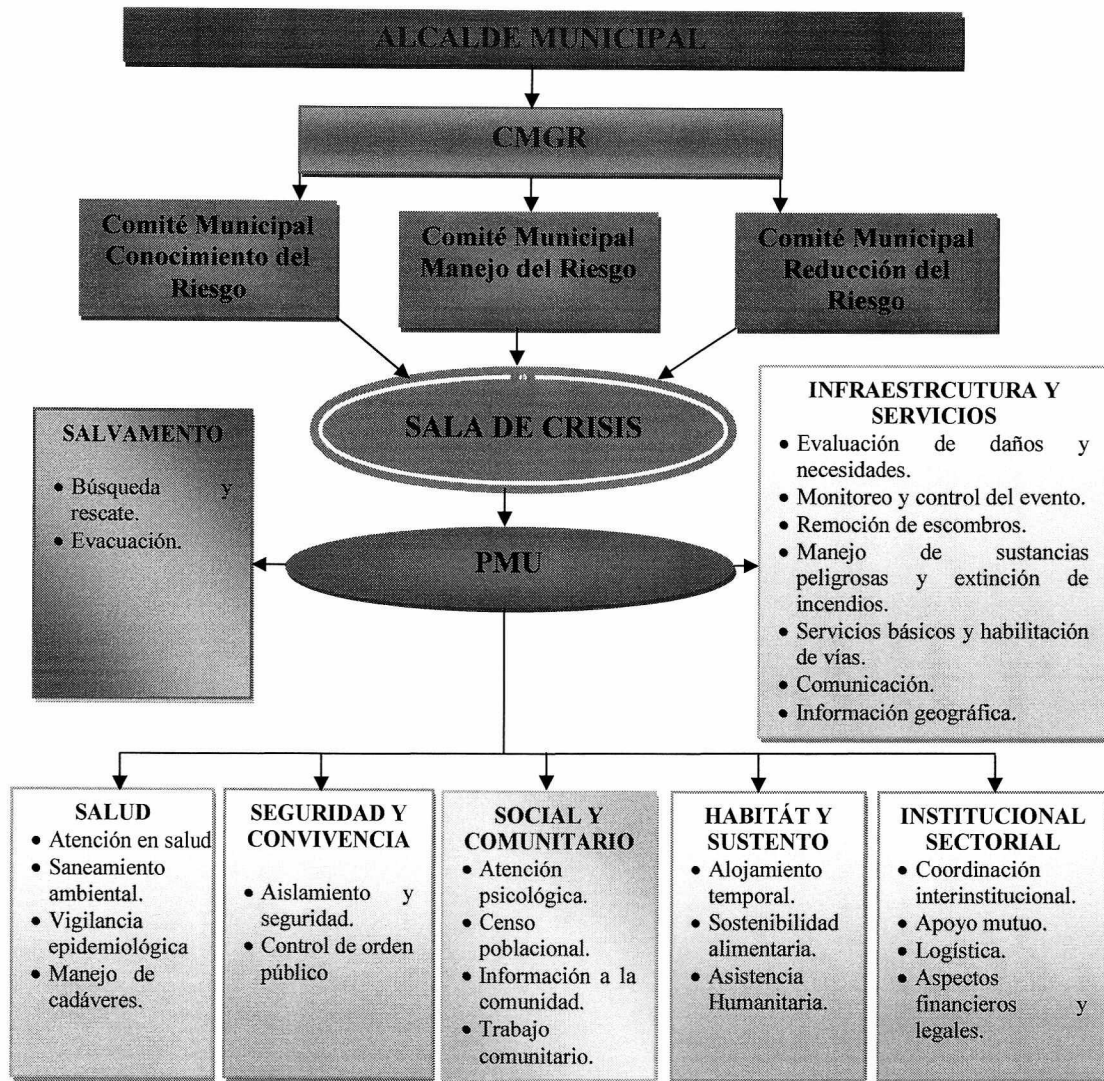 ALCALDE MUNICIPAL
CMGR
Comité Municipal
Conocimiento del
Riesgo
Comité Municipal
Manejo del Riesgo
Comité Municipal
Reducción del
Riesgo
SALA DE CRISIS
SALVAMENTO
• Búsqueda y
rescate.
• Evacuación.
PMU
INFRAESTRCUTURA Y
SERVICIOS
• Evaluación de daños y
necesidades.
• Monitoreo y control del evento.
• Remoción de escombros.
• Manejo de sustancias
peligrosas y extinción de
incendios.
• Servicios básicos y habilitación
de vías.
• Comunicación.
• Información geográfica.
SALUD
• Atención en salud
• Saneamiento
ambiental.
• Vigilancia
epidemiológica
• Manejo de
cadáveres.
SEGURIDAD Y
CONVIVENCIA
• Aislamiento y
seguridad.
• Control de orden
público
SOCIAL Y
COMUNITARIO
• Atención
psicológica.
• Censo
poblacional.
• Información a la
comunidad.
• Trabajo
comunitario.
HABITÁT Y
SUSTENTO
• Alojamiento
temporal.
• Sostenibilidad
alimentaria.
• Asistencia
Humanitaria.
INSTITUCIONAL
SECTORIAL
• Coordinación
interinstitucional.
• Apoyo mutuo.
• Logística.
• Aspectos
financieros y
legales.